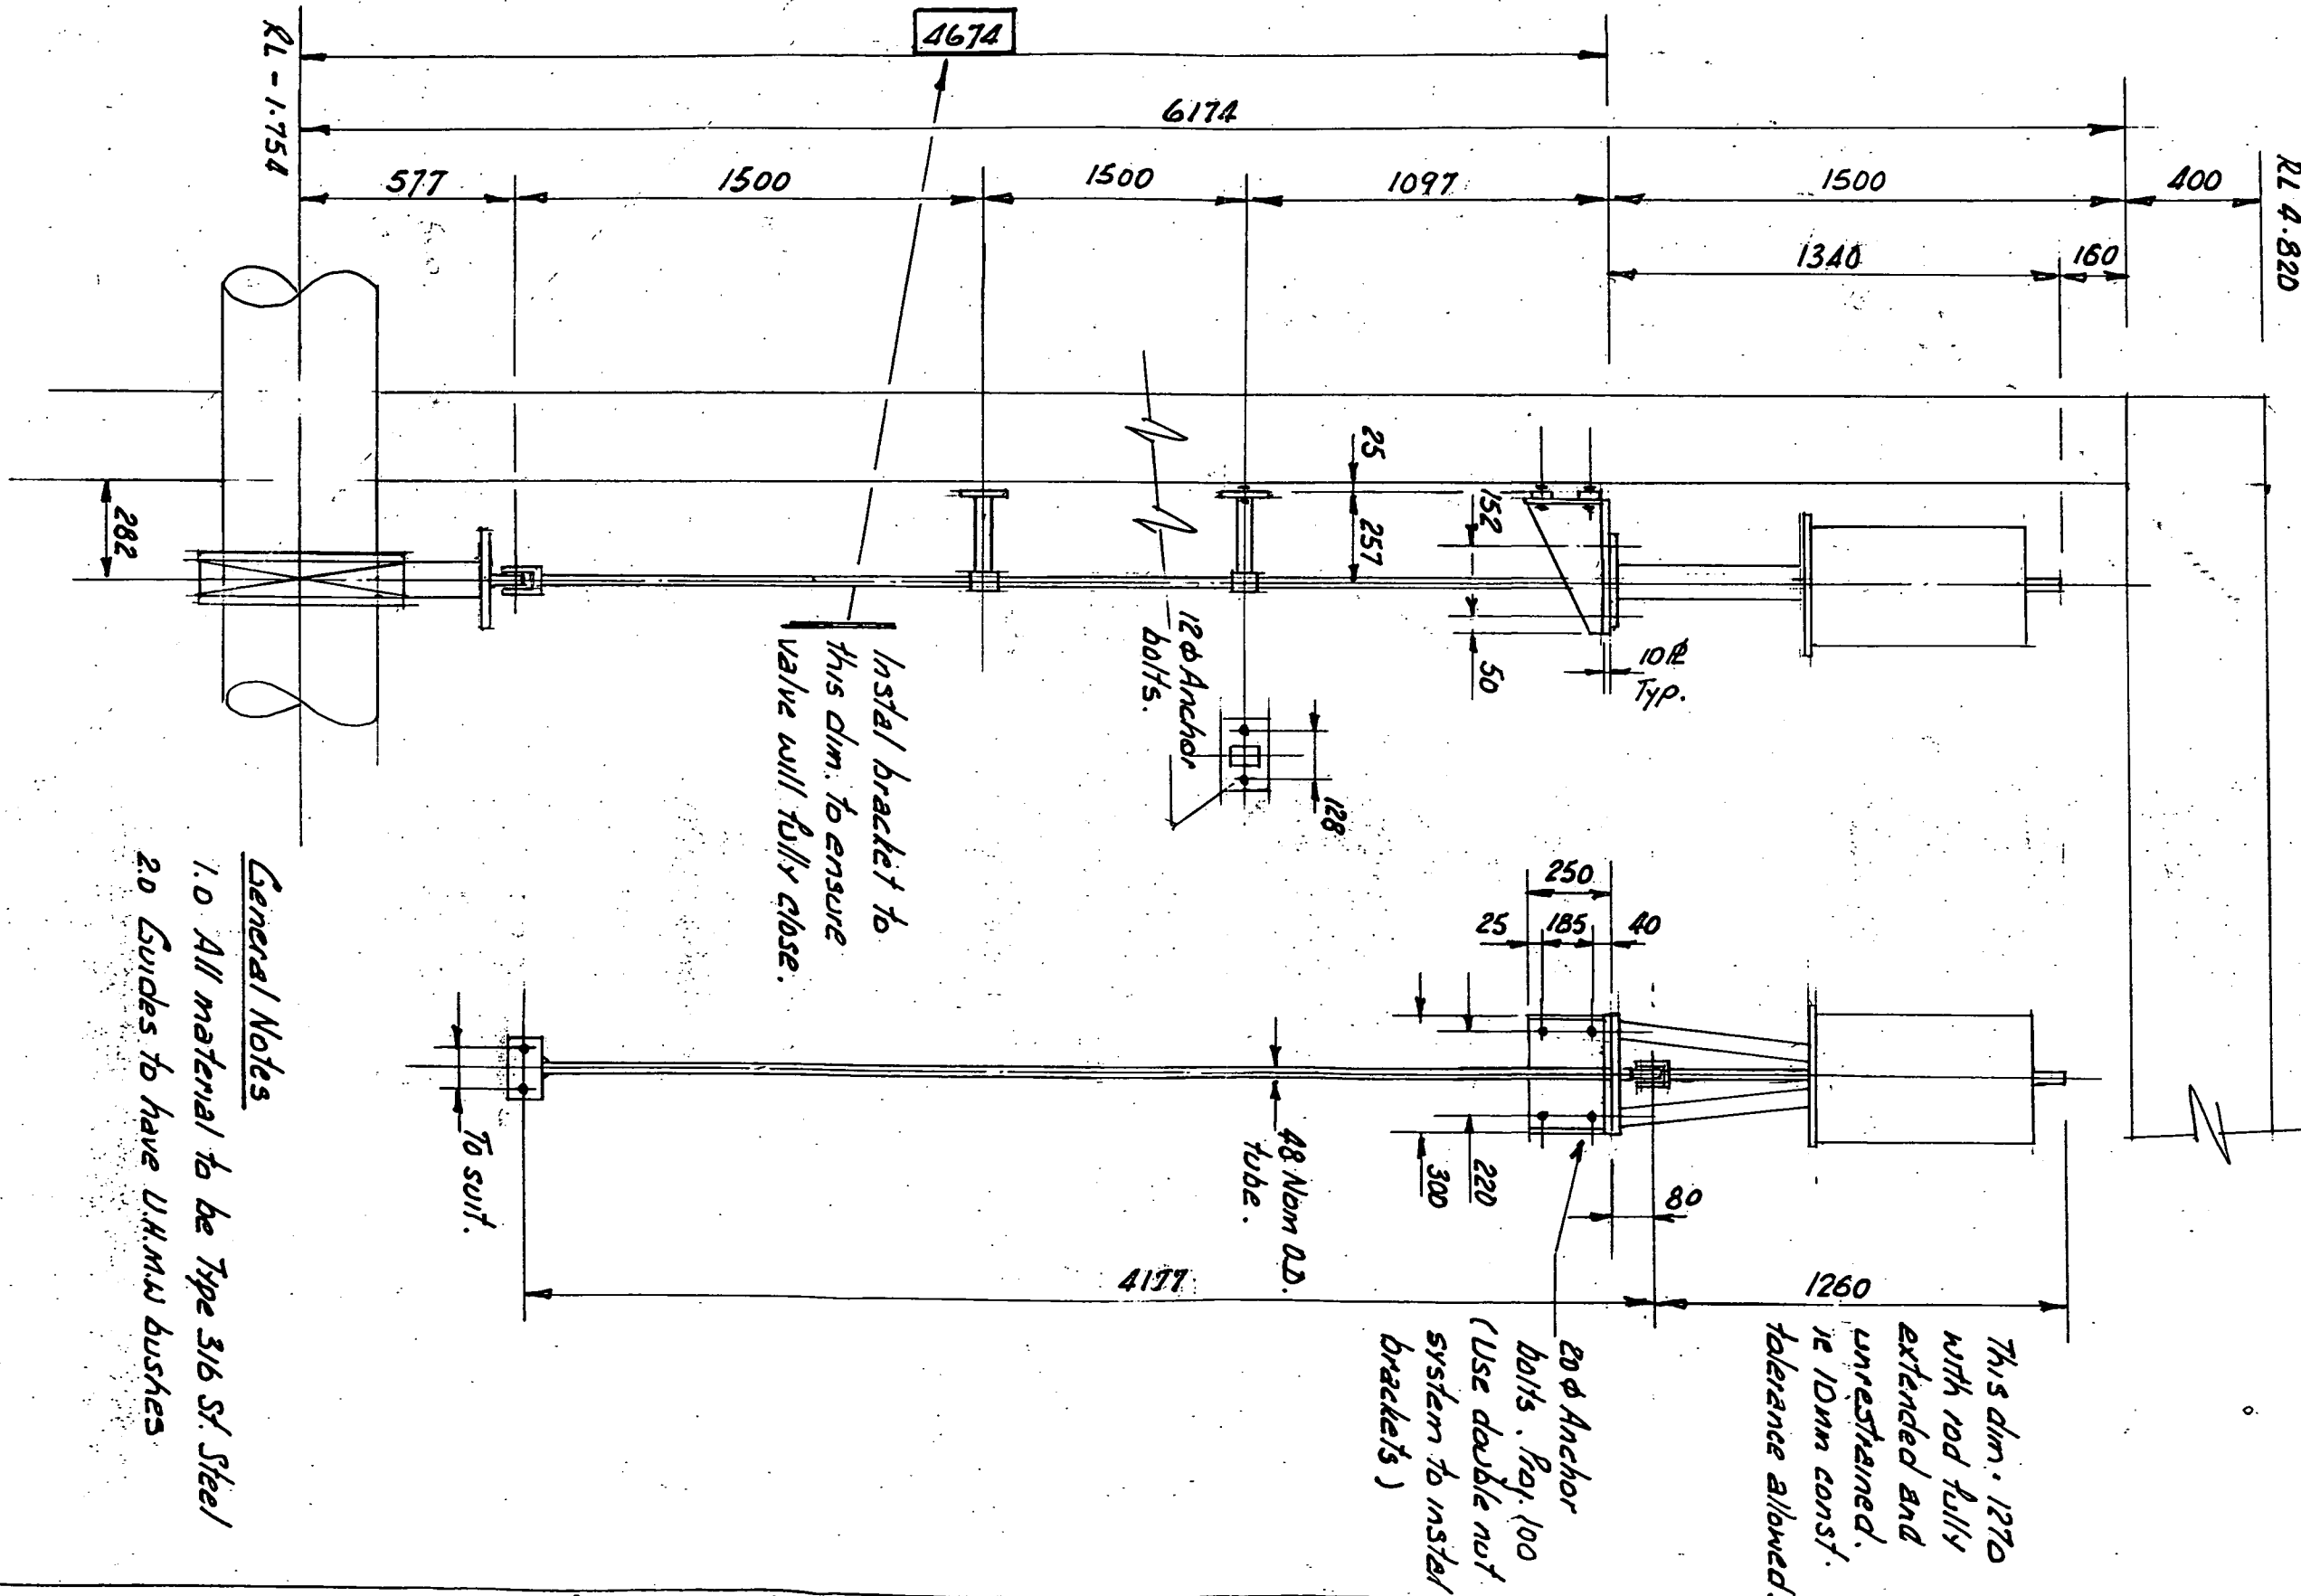 4674
6174
RL - 1.754
577
1500
1500
1097
1500
400
RL 4.820
1340
160
25
152
257
282
50
10 PL
Typ.
12 φ Anchor
bolts.
128
Instal bracket to
this dim. to ensure
valve will fully close.
250
25
185
40
General Notes
1.0 All material to be Type 316 St. Steel
2.0 Guides to have U.H.M.W bushes
To suit.
48 Nom O.D.
tube.
220
300
80
4177
1260
20 φ Anchor
bolts. Proj. 100
(Use double nut
system to instal
brackets)
This dim. 1270
with rod fully
extended and
unrestrained.
ie 10mm const.
tolerance allowed.